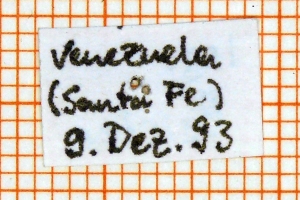 Venezuela
(Santa Fe)
9. Dez. 93